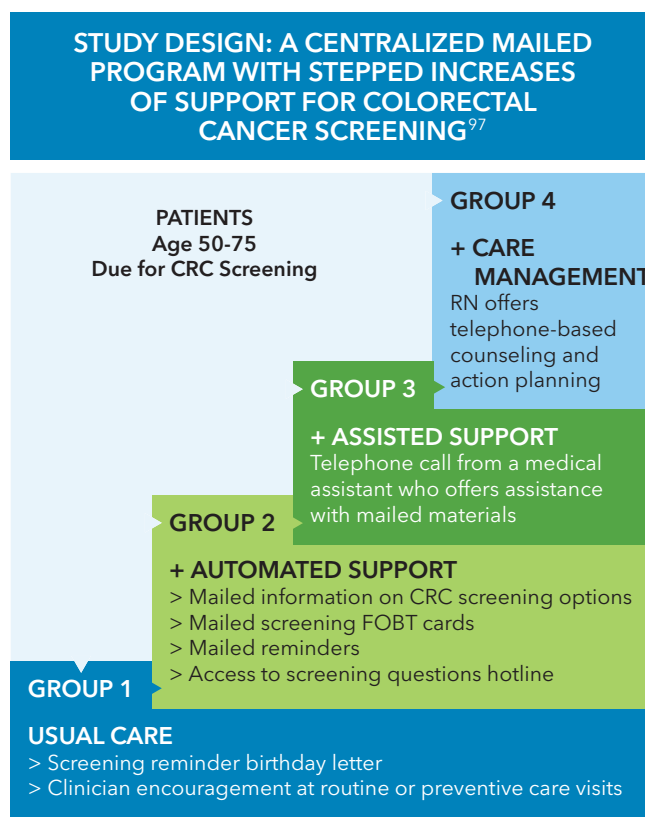 STUDY DESIGN: A CENTRALIZED MAILED
PROGRAM WITH STEPPED INCREASES
OF SUPPORT FOR COLORECTAL
CANCER SCREENING97
PATIENTS
Age 50-75
Due for CRC Screening
GROUP 4
+ CARE
MANAGEMENT
RN offers
telephone-based
counseling and
action planning
GROUP 3
+ ASSISTED SUPPORT
Telephone call from a medical
assistant who offers assistance
with mailed materials
GROUP 2
+ AUTOMATED SUPPORT
> Mailed information on CRC screening options
> Mailed screening FOBT cards
> Mailed reminders
> Access to screening questions hotline
GROUP 1
USUAL CARE
> Screening reminder birthday letter
> Clinician encouragement at routine or preventive care visits